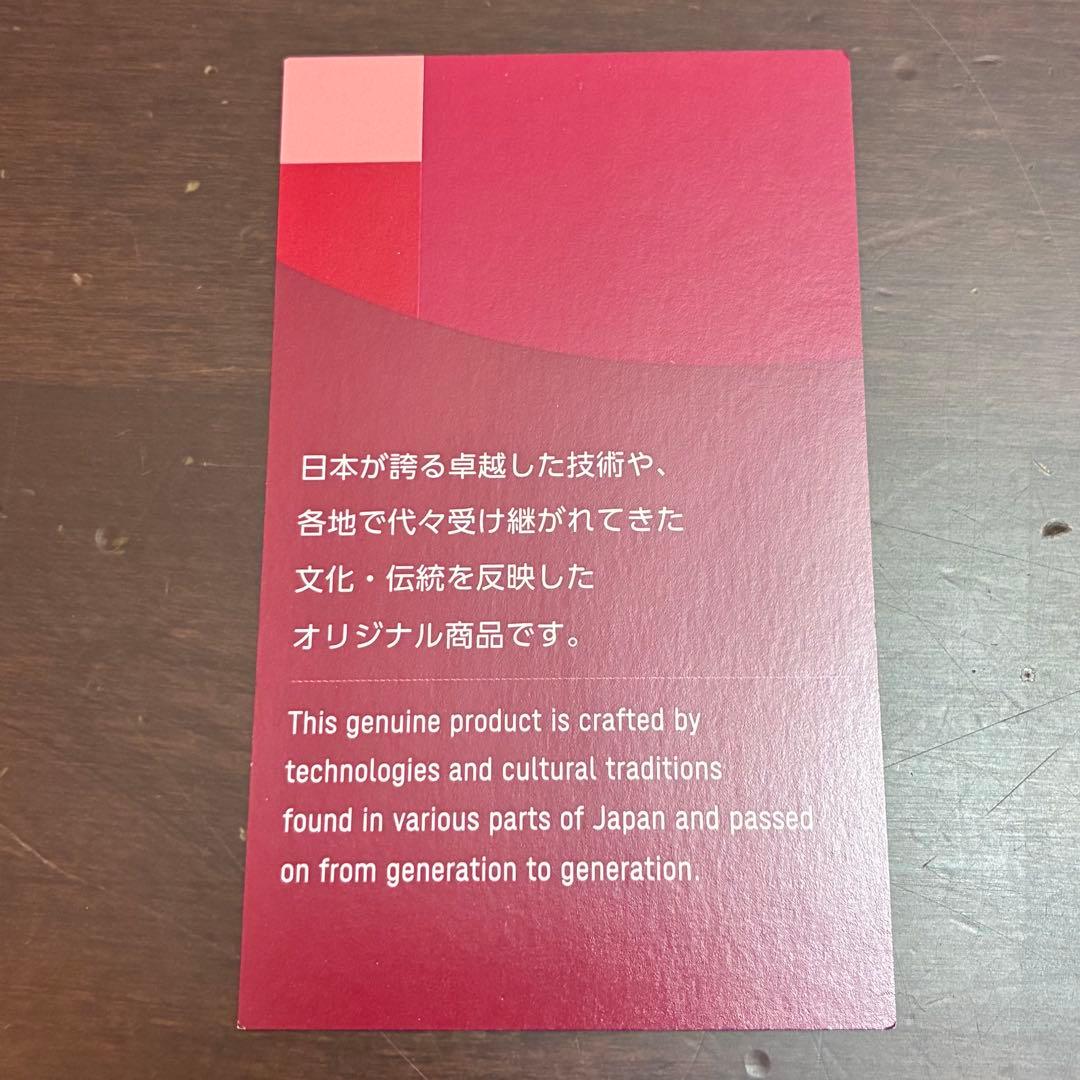 日本が誇る卓越した技術や、
各地で代々受け継がれてきた
文化・伝統を反映した
オリジナル商品です。
This genuine product is crafted by
technologies and cultural traditions
found in various parts of Japan and passed
on from generation to generation.